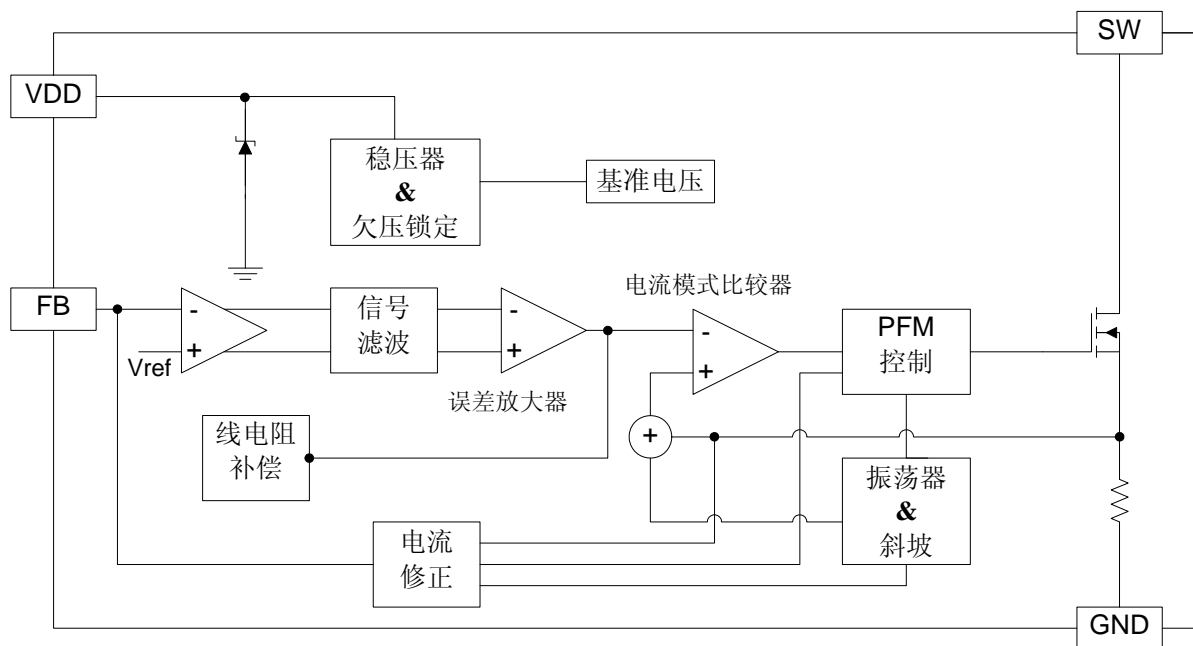 SW
VDD
稳压器
&
欠压锁定
基准电压
FB
-
+
Vref
信号
滤波
-
+
误差放大器
电流模式比较器
-
+
PFM
控制
线电阻
补偿
+
振荡器
&
斜坡
电流
修正
GND